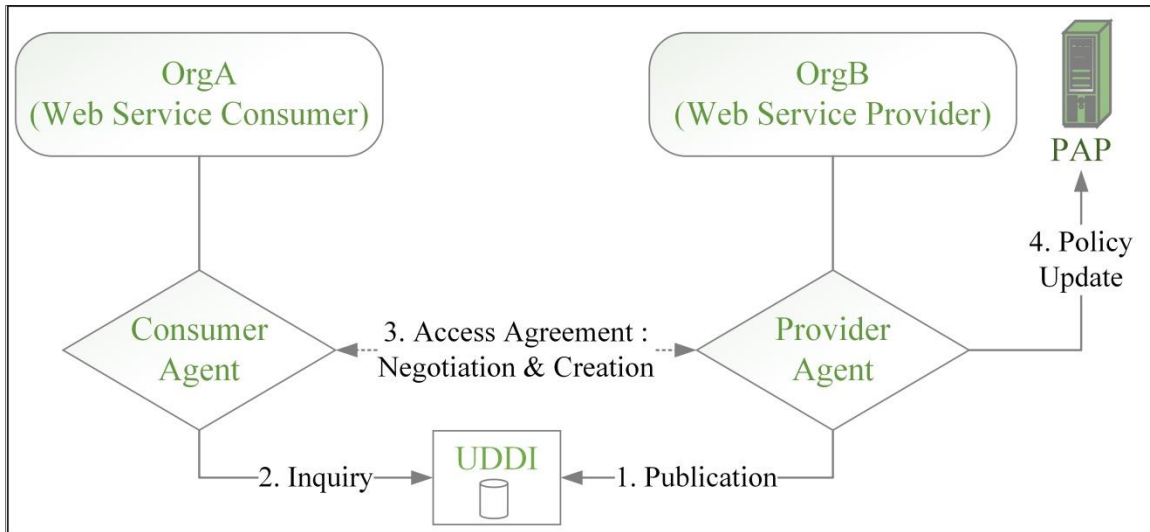 OrgA
(Web Service Consumer)
OrgB
(Web Service Provider)
PAP
4. Policy
Update
Consumer
Agent
3. Access Agreement :
Negotiation & Creation
Provider
Agent
2. Inquiry
UDDI
1. Publication